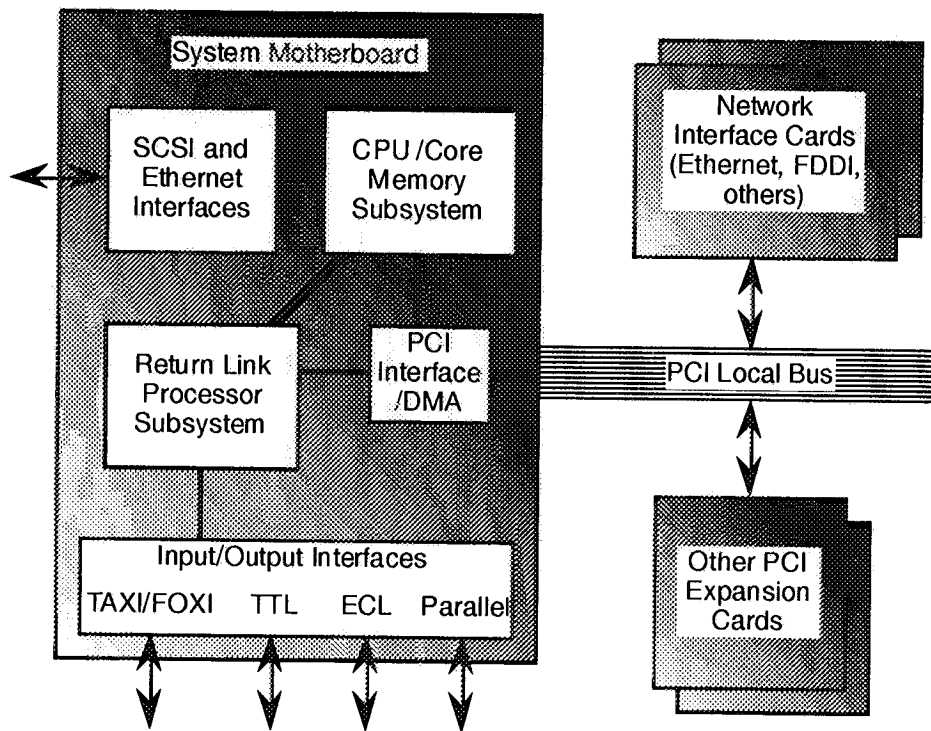 System Motherboard
SCSI and
Ethernet
Interfaces
CPU /Core
Memory
Subsystem
Network
Interface Cards
(Ethernet, FDDI,
others)
Return Link
Processor
Subsystem
PCI
Interface
/DMA
PCI Local Bus
Input/Output Interfaces
TAXI/FOXI TTL ECL Parallel
Other PCI
Expansion
Cards